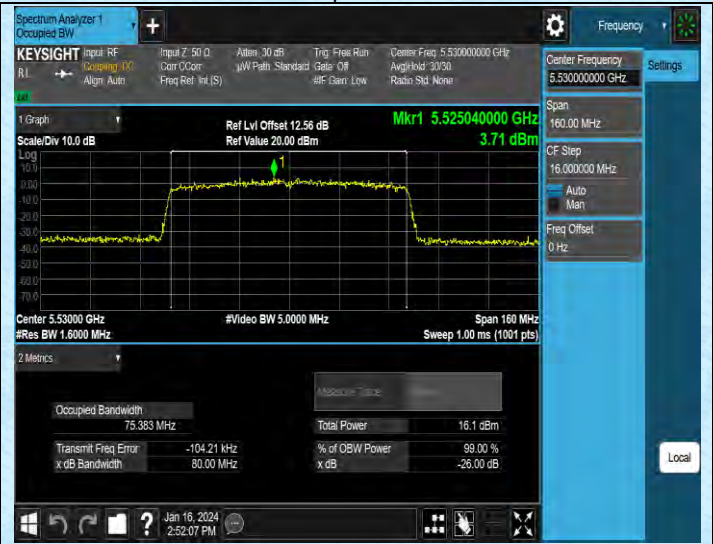 Spectrum Analyzer 1
Occupied BW
Frequency
KEYSIGHT Input: RF
RL
Coupling: DC
Align: Auto
Input Z: 50 Ω
Corr CCorr
Freq Ref: Int (S)
Atten: 30 dB
µW Path: Standard
Trig: Free Run
Gate: Off
#IF Gain: Low
Center Freq: 5.530000000 GHz
Avg|Hold: 30/30
Radio Std: None
Center Frequency
5.530000000 GHz
Settings
Span
160.00 MHz
CF Step
16.000000 MHz
Auto
Man
Freq Offset
0 Hz
1 Graph
Scale/Div 10.0 dB
Ref Lvl Offset 12.56 dB
Ref Value 20.00 dBm
Mkr1 5.525040000 GHz
3.71 dBm
Log
10.0
0.00
-10.0
-20.0
-30.0
-40.0
-50.0
-60.0
-70.0
1
Center 5.53000 GHz
#Res BW 1.6000 MHz
#Video BW 5.0000 MHz
Span 160 MHz
Sweep 1.00 ms (1001 pts)
2 Metrics
Measure Trace
Occupied Bandwidth
75.383 MHz
Total Power 16.1 dBm
Transmit Freq Error -104.21 kHz
% of OBW Power 99.00 %
x dB Bandwidth 80.00 MHz
x dB -26.00 dB
Local
Jan 16, 2024
2:52:07 PM